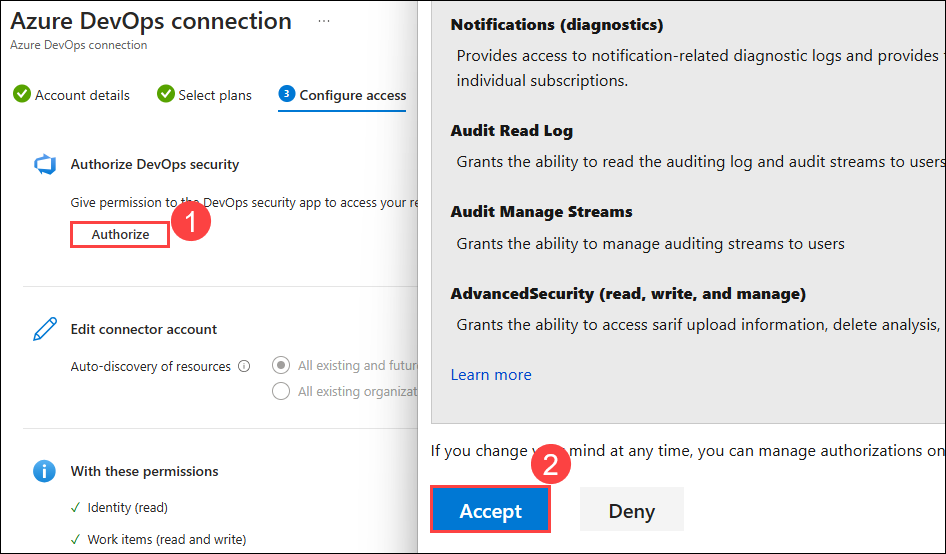 Azure DevOps connection ...
Azure DevOps connection
Account details
Select plans
3 Configure access
Authorize DevOps security
Give permission to the DevOps security app to access your re
1
Authorize
Edit connector account
Auto-discovery of resources
All existing and futur
All existing organizat
With these permissions
Identity (read)
Work items (read and write)
Notifications (diagnostics)
Provides access to notification-related diagnostic logs and provides
individual subscriptions.
Audit Read Log
Grants the ability to read the auditing log and audit streams to users
Audit Manage Streams
Grants the ability to manage auditing streams to users
AdvancedSecurity (read, write, and manage)
Grants the ability to access sarif upload information, delete analysis,
Learn more
If you change mind at any time, you can manage authorizations on
2
Accept
Deny